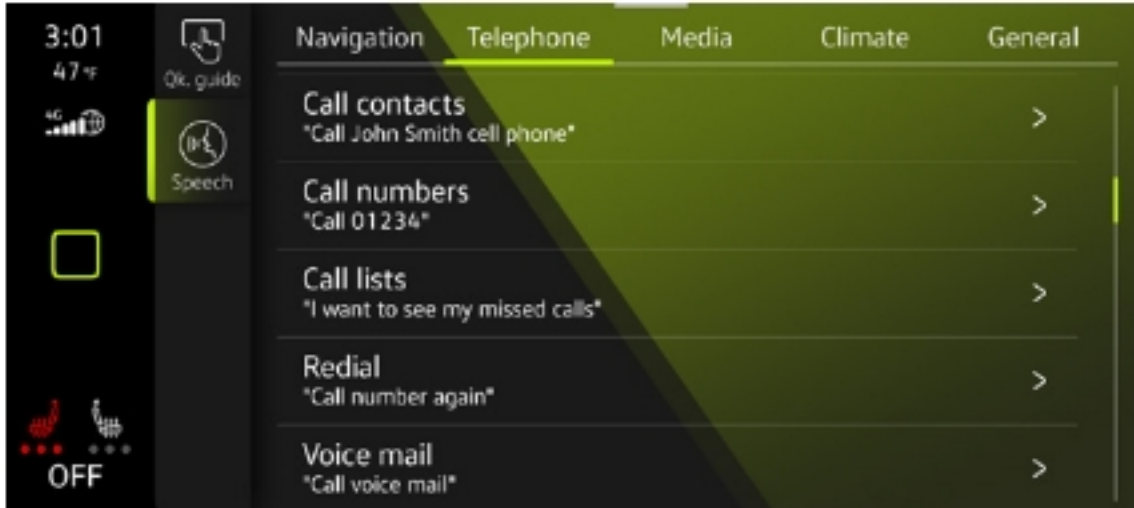 3:01
47 °F
4G
Qk. guide
Speech
OFF
Navigation Telephone Media Climate General
Call contacts
"Call John Smith cell phone"
Call numbers
"Call 01234"
Call lists
"I want to see my missed calls"
Redial
"Call number again"
Voice mail
"Call voice mail"